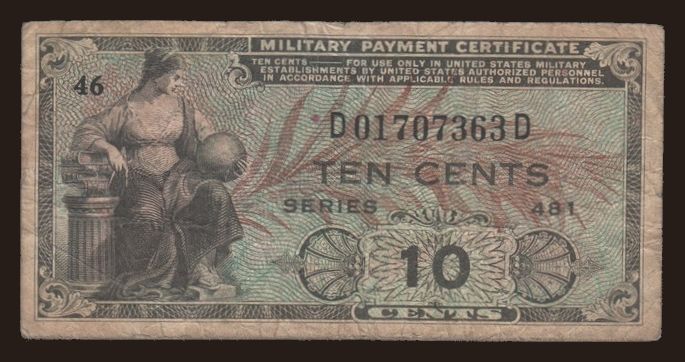 MILITARY PAYMENT CERTIFICATE
TEN CENTS — FOR USE ONLY IN UNITED STATES MILITARY
ESTABLISHMENTS BY UNITED STATES AUTHORIZED PERSONNEL
IN ACCORDANCE WITH APPLICABLE RULES AND REGULATIONS.
46
D01707363D
TEN CENTS
SERIES 481
10
CENTS